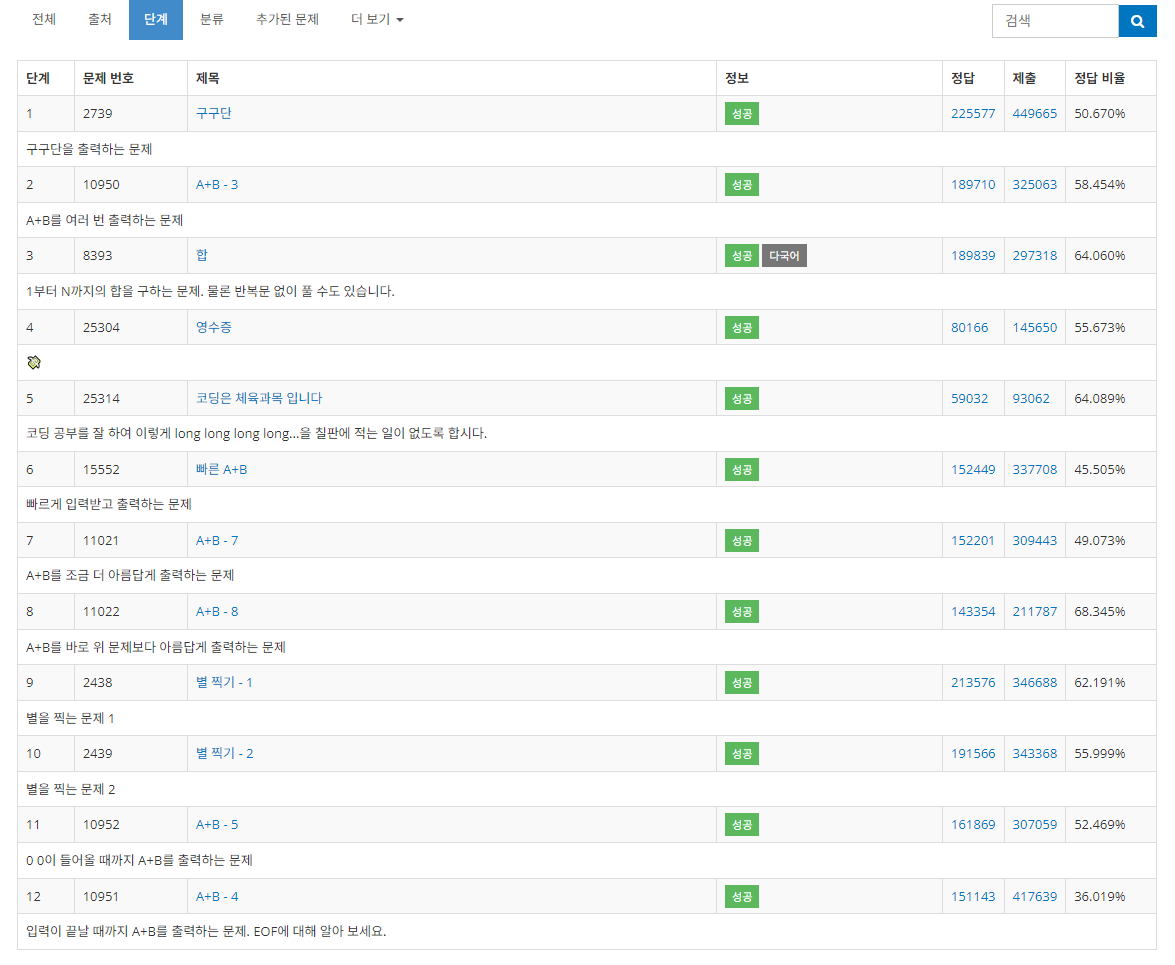 전체 출처 단계 분류 추가된 문제 더 보기 검색
단계 문제 번호 제목 정보 정답 제출 정답 비율
1 2739 구구단 성공 225577 449665 50.670%
구구단을 출력하는 문제
2 10950 A+B - 3 성공 189710 325063 58.454%
A+B를 여러 번 출력하는 문제
3 8393 합 성공 다국어 189839 297318 64.060%
1부터 N까지의 합을 구하는 문제. 물론 반복문 없이 풀 수도 있습니다.
4 25304 영수증 성공 80166 145650 55.673%
5 25314 코딩은 체육과목 입니다 성공 59032 93062 64.089%
코딩 공부를 잘 하여 이렇게 long long long long...을 칠판에 적는 일이 없도록 합시다.
6 15552 빠른 A+B 성공 152449 337708 45.505%
빠르게 입력받고 출력하는 문제
7 11021 A+B - 7 성공 152201 309443 49.073%
A+B를 조금 더 아름답게 출력하는 문제
8 11022 A+B - 8 성공 143354 211787 68.345%
A+B를 바로 위 문제보다 아름답게 출력하는 문제
9 2438 별 찍기 - 1 성공 213576 346688 62.191%
별을 찍는 문제 1
10 2439 별 찍기 - 2 성공 191566 343368 55.999%
별을 찍는 문제 2
11 10952 A+B - 5 성공 161869 307059 52.469%
0 0이 들어올 때까지 A+B를 출력하는 문제
12 10951 A+B - 4 성공 151143 417639 36.019%
입력이 끝날 때까지 A+B를 출력하는 문제. EOF에 대해 알아 보세요.